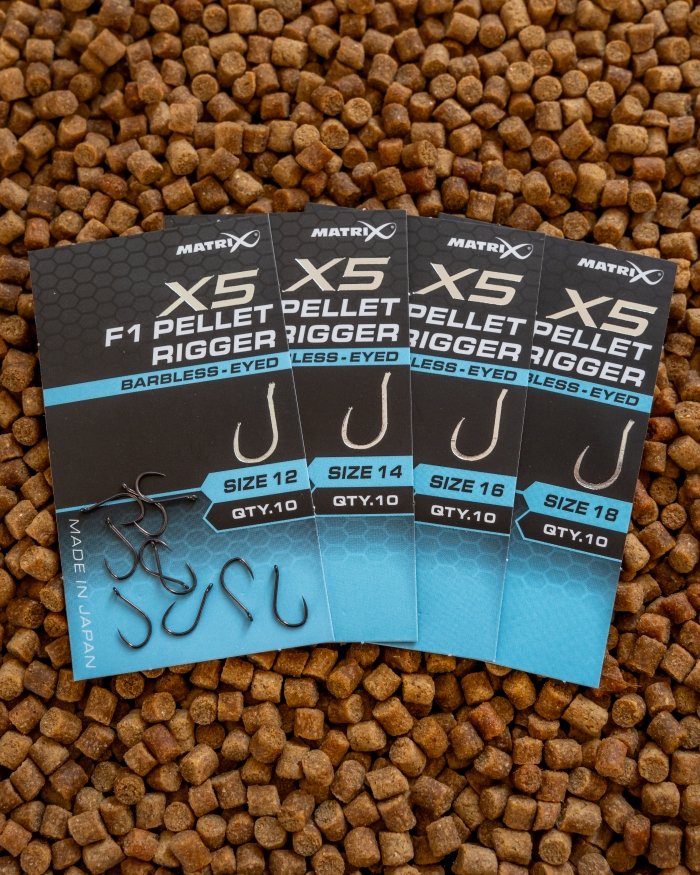 MATRIX
X5
F1 PELLET
RIGGER
BARBLESS-EYED
SIZE 12
QTY.10
MADE IN JAPAN
MATRIX
X5
PELLET
RIGGER
LESS-EYED
SIZE 14
QTY.10
MATRIX
X5
PELLET
RIGGER
BLESS-EYED
SIZE 16
QTY.10
MATRIX
X5
PELLET
RIGGER
BLESS-EYED
SIZE 18
QTY.10